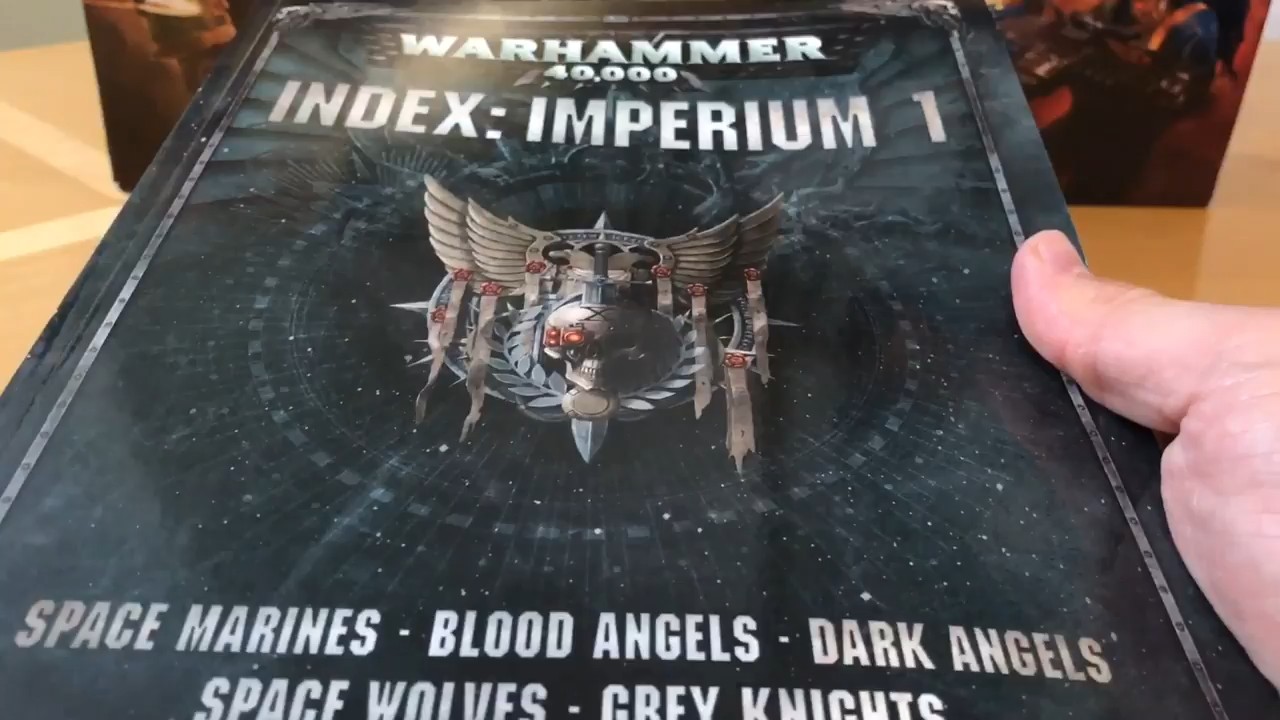 WARHAMMER
40,000
INDEX: IMPERIUM 1
SPACE MARINES - BLOOD ANGELS - DARK ANGELS
SPACE WOLVES - GREY KNIGHTS